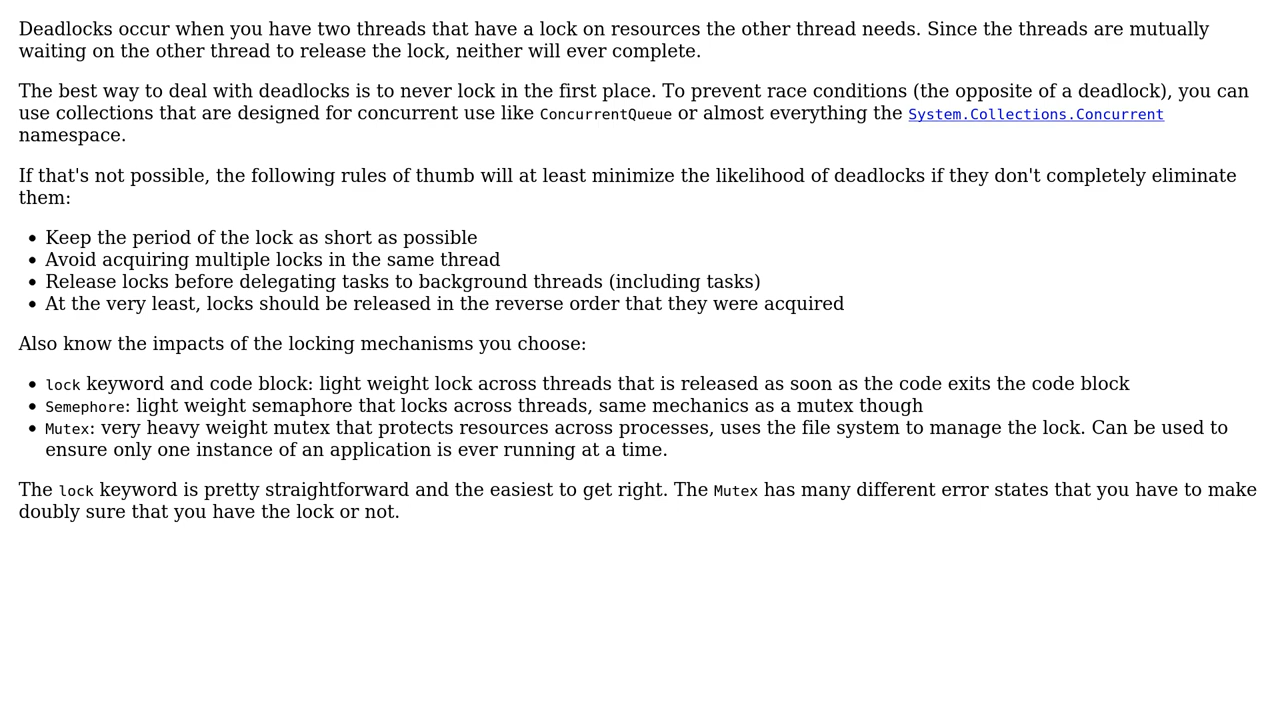 Deadlocks occur when you have two threads that have a lock on resources the other thread needs. Since the threads are mutually
waiting on the other thread to release the lock, neither will ever complete.
The best way to deal with deadlocks is to never lock in the first place. To prevent race conditions (the opposite of a deadlock), you can
use collections that are designed for concurrent use like ConcurrentQueue or almost everything the System.Collections.Concurrent
namespace.
If that's not possible, the following rules of thumb will at least minimize the likelihood of deadlocks if they don't completely eliminate
them:
• Keep the period of the lock as short as possible
• Avoid acquiring multiple locks in the same thread
• Release locks before delegating tasks to background threads (including tasks)
• At the very least, locks should be released in the reverse order that they were acquired
Also know the impacts of the locking mechanisms you choose:
• lock keyword and code block: light weight lock across threads that is released as soon as the code exits the code block
• Semephore: light weight semaphore that locks across threads, same mechanics as a mutex though
• Mutex: very heavy weight mutex that protects resources across processes, uses the file system to manage the lock. Can be used to
ensure only one instance of an application is ever running at a time.
The lock keyword is pretty straightforward and the easiest to get right. The Mutex has many different error states that you have to make
doubly sure that you have the lock or not.